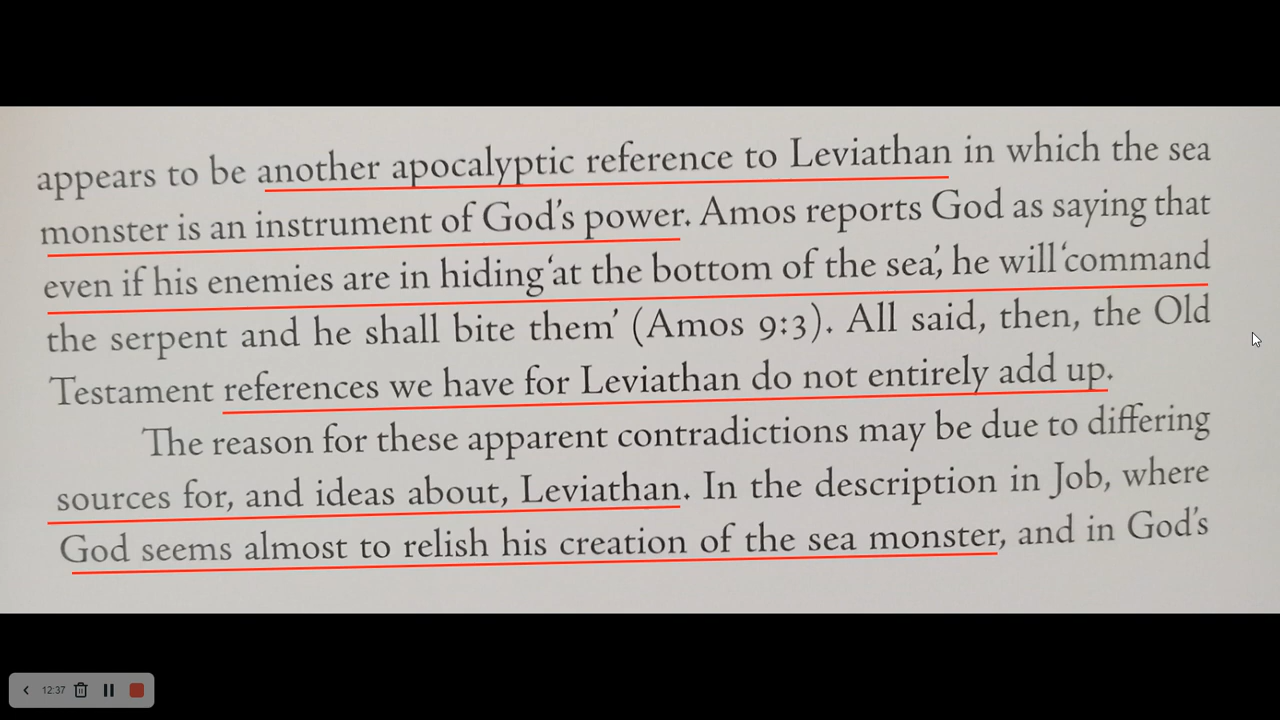 appears to be another apocalyptic reference to Leviathan in which the sea
monster is an instrument of God's power. Amos reports God as saying that
even if his enemies are in hiding ‘at the bottom of the sea’, he will ‘command
the serpent and he shall bite them’ (Amos 9:3). All said, then, the Old
Testament references we have for Leviathan do not entirely add up.
The reason for these apparent contradictions may be due to differing
sources for, and ideas about, Leviathan. In the description in Job, where
God seems almost to relish his creation of the sea monster, and in God's
12:37